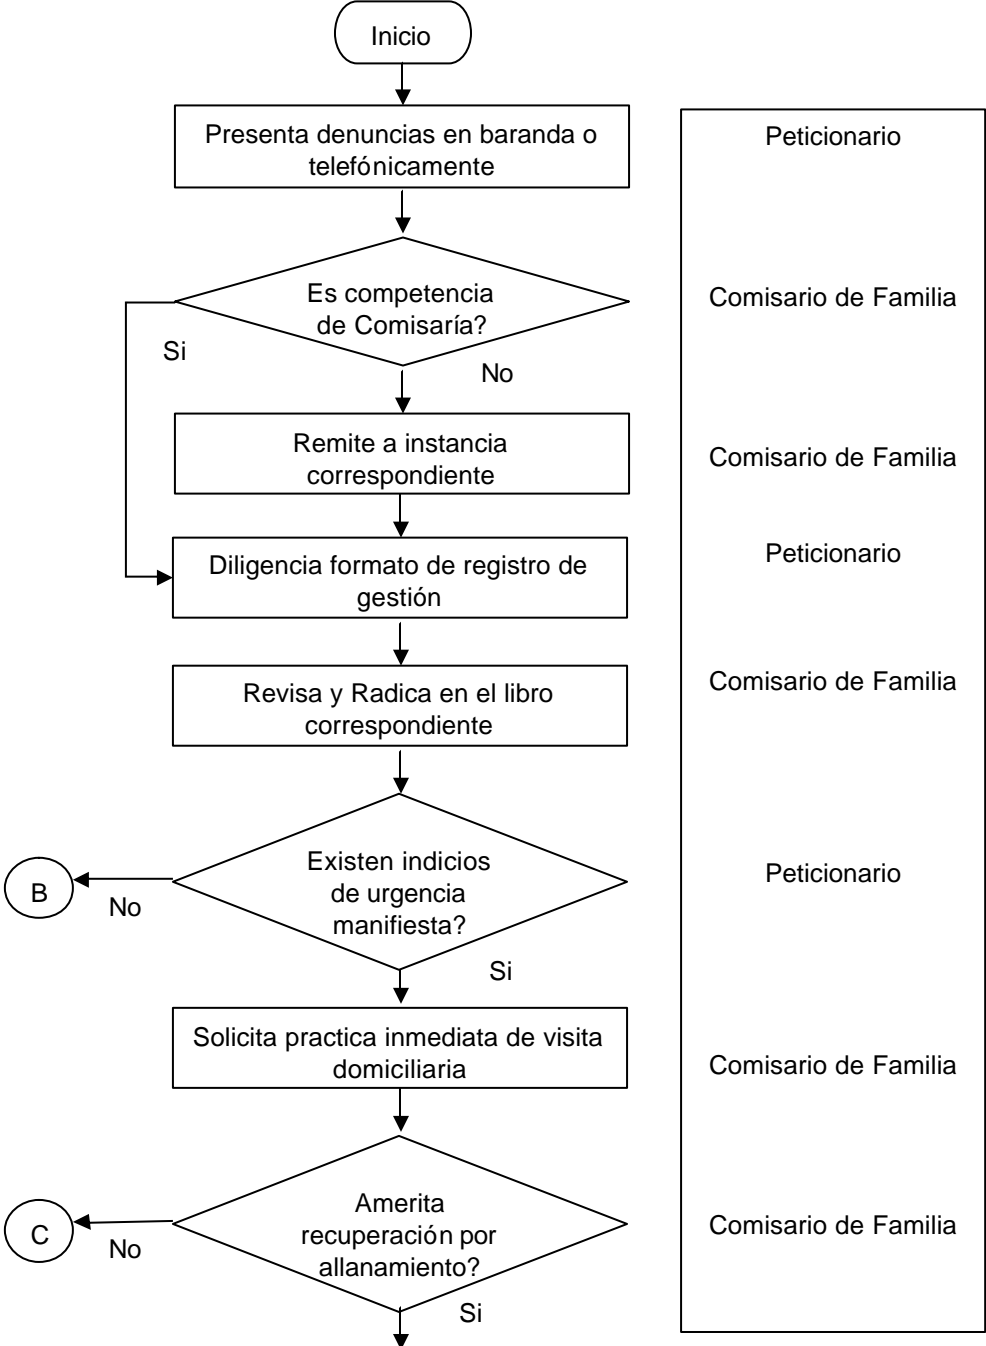 Inicio
Presenta denuncias en baranda o
telefónicamente
Peticionario
Es competencia
de Comisaría?
Comisario de Familia
Si
No
Remite a instancia
correspondiente
Comisario de Familia
Diligencia formato de registro de
gestión
Peticionario
Revisa y Radica en el libro
correspondiente
Comisario de Familia
Existen indicios
de urgencia
manifiesta?
Peticionario
B
No
Si
Solicita practica inmediata de visita
domiciliaria
Comisario de Familia
Amerita
recuperación por
allanamiento?
Comisario de Familia
C
No
Si